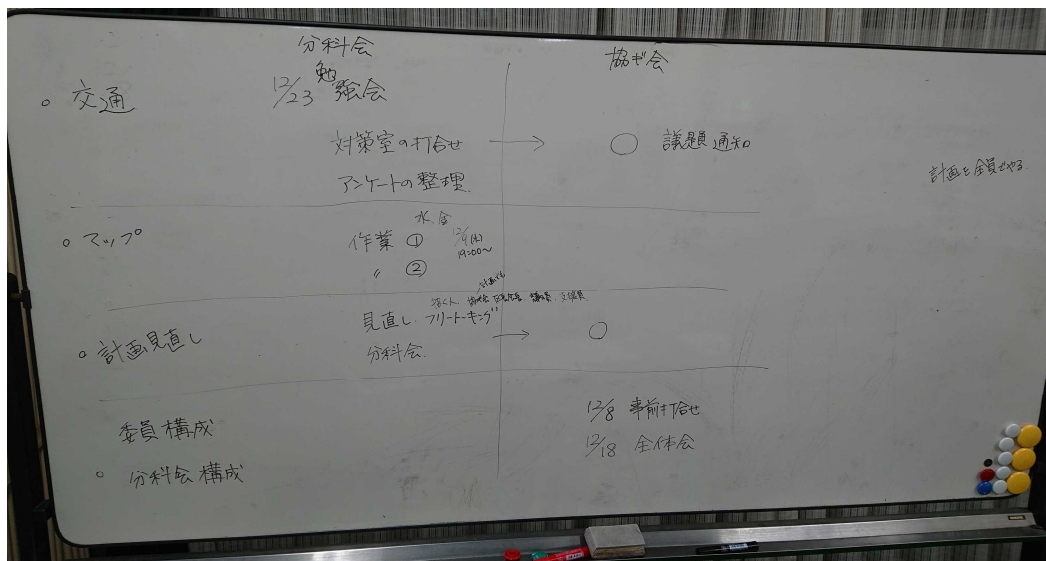 分科会 協ギ会
○ 交通 12/23 勉強会
対策室の打合せ → ○ 議題通知
アンケートの整理.
計画を全員でやる.
○ マップ 作業 ① 水、金 12/9(水) 19:00～
〃 ②
○ 計画見直し 見直し. フリートーキング
分科会. → ○
委員構成 12/8 事前打合せ
○ 分科会構成 12/18 全体会